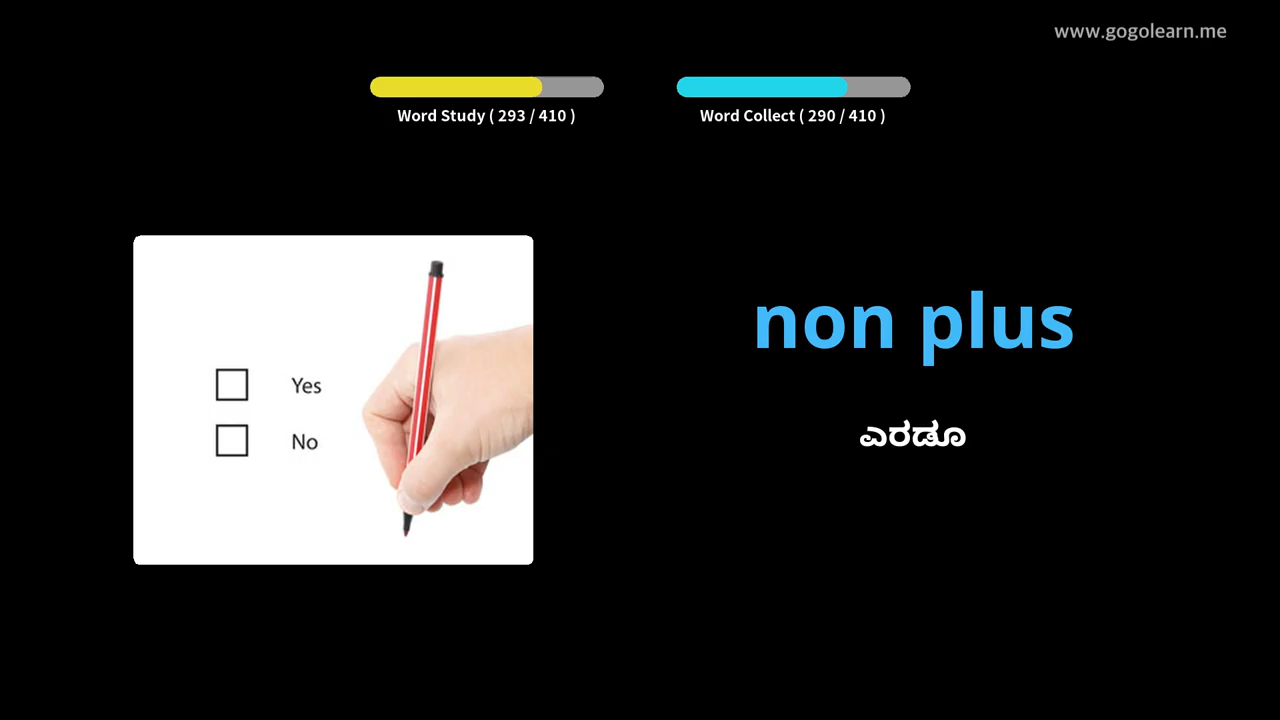 www.gogolearn.me
Word Study ( 293 / 410 )
Word Collect ( 290 / 410 )
Yes
No
non plus
ಎರಡೂ